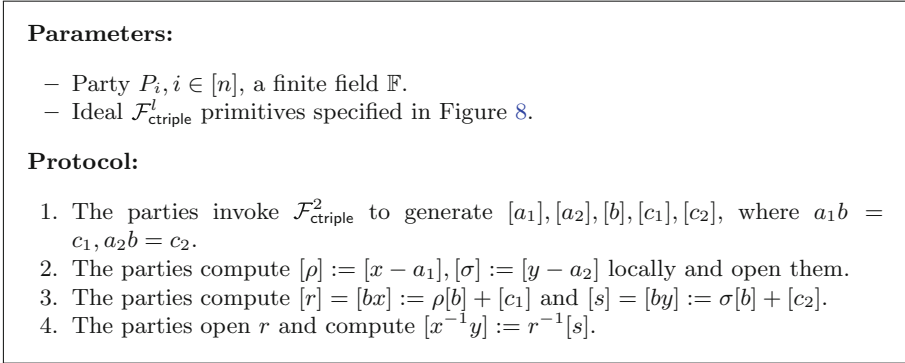 Parameters:
– Party P_i, i ∈ [n], a finite field 𝔽.
– Ideal ℱ^l_ctriple primitives specified in Figure 8.
Protocol:
1. The parties invoke ℱ^2_ctriple to generate [a_1], [a_2], [b], [c_1], [c_2], where a_1b =
c_1, a_2b = c_2.
2. The parties compute [ρ] := [x − a_1], [σ] := [y − a_2] locally and open them.
3. The parties compute [r] = [bx] := ρ[b] + [c_1] and [s] = [by] := σ[b] + [c_2].
4. The parties open r and compute [x^{−1}y] := r^{−1}[s].